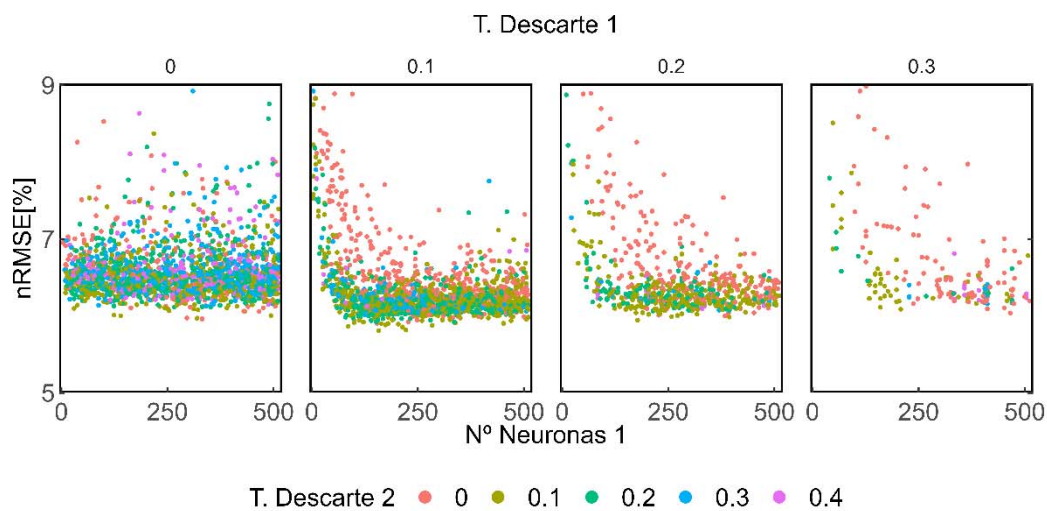 T. Descarte 1
0 0.1 0.2 0.3
nRMSE[%]
9
7
5
0 250 500 0 250 500 0 250 500 0 250 500
Nº Neuronas 1
T. Descarte 2 0 0.1 0.2 0.3 0.4